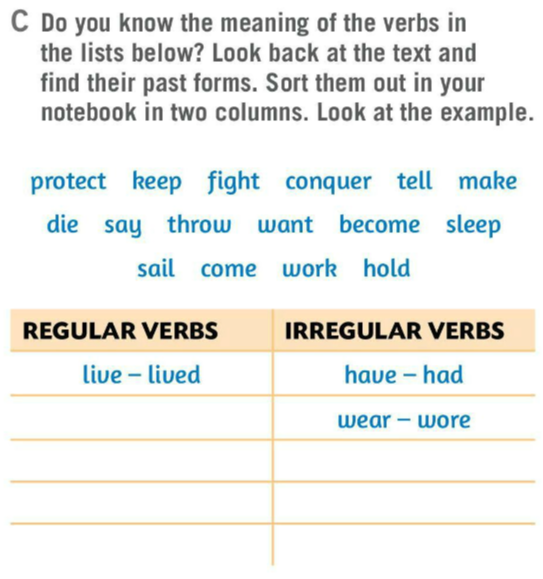 C Do you know the meaning of the verbs in
the lists below? Look back at the text and
find their past forms. Sort them out in your
notebook in two columns. Look at the example.
protect keep fight conquer tell make
die say throw want become sleep
sail come work hold
REGULAR VERBS IRREGULAR VERBS
live – lived have – had
wear – wore